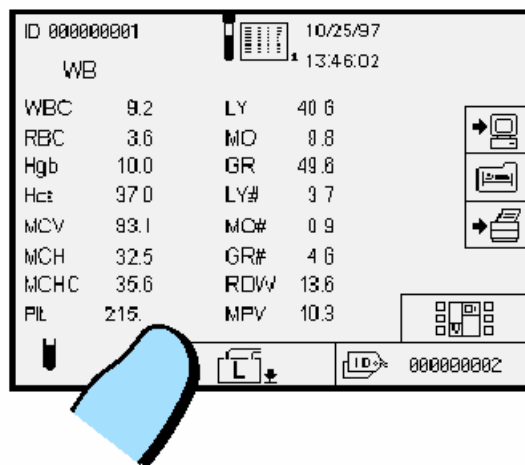 ID 000000001
10/25/97
1 13:46:02
WB
WBC 9.2 LY 40.6
RBC 3.6 MO 9.8
Hgb 10.0 GR 49.6
Hct 37.0 LY# 3.7
MCV 93.1 MO# 0.9
MCH 32.5 GR# 4.6
MCHC 35.6 RDW 13.6
Plt 215. MPV 10.3
L ID 000000002